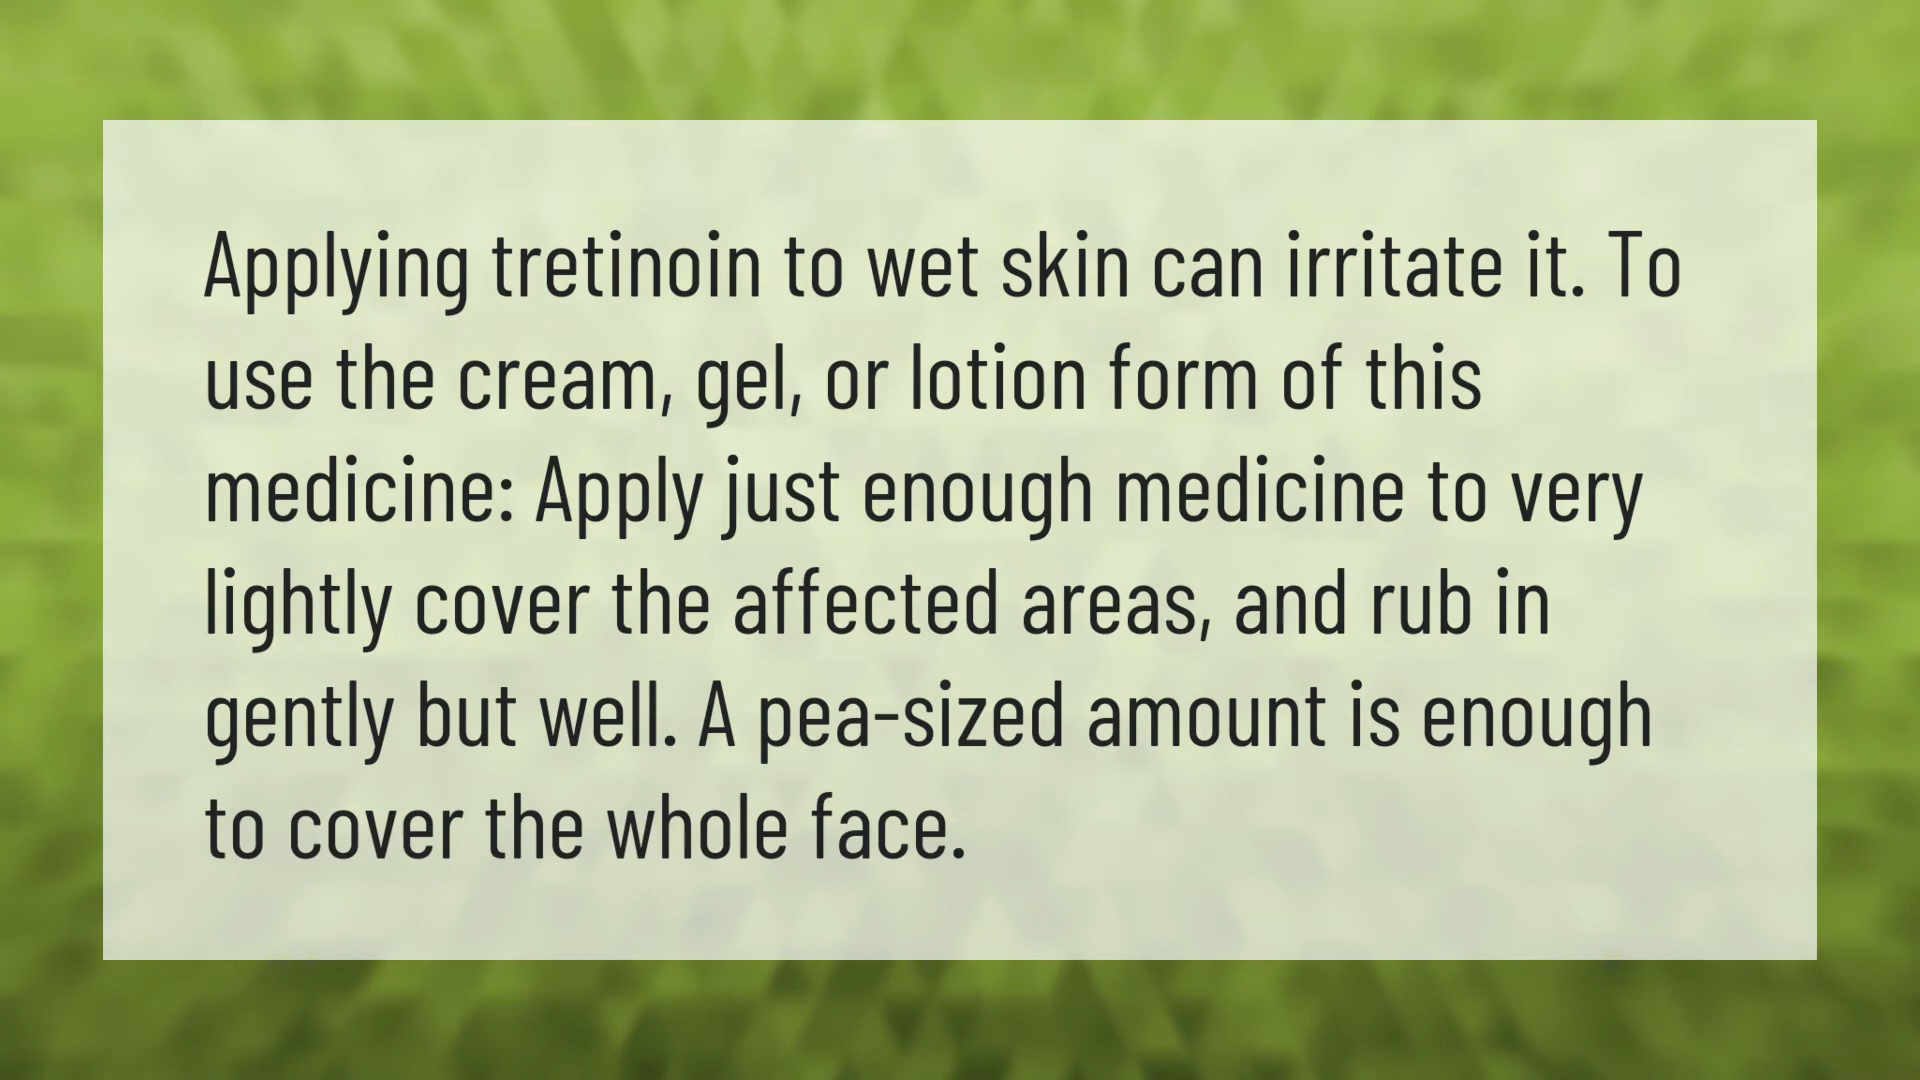 Applying tretinoin to wet skin can irritate it. To
use the cream, gel, or lotion form of this
medicine: Apply just enough medicine to very
lightly cover the affected areas, and rub in
gently but well. A pea-sized amount is enough
to cover the whole face.